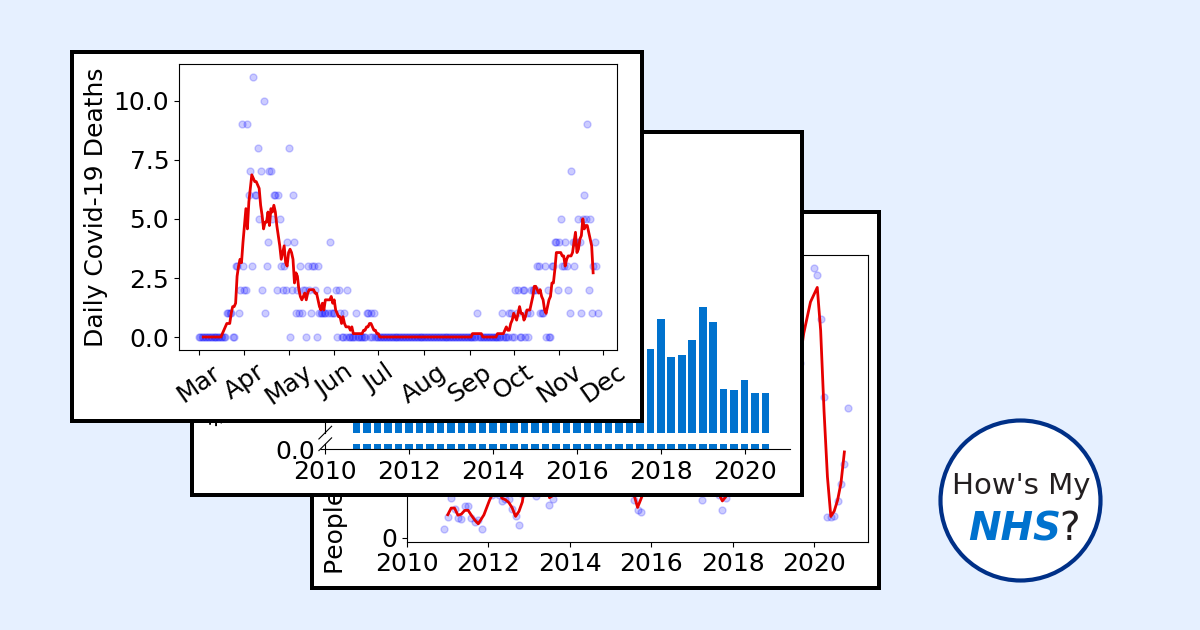 Daily Covid-19 Deaths
10.0
7.5
5.0
2.5
0.0
Mar Apr May Jun Jul Aug Sep Oct Nov Dec
0.0
2010 2012 2014 2016 2018 2020
People
0
2010 2012 2014 2016 2018 2020
How's My
NHS?